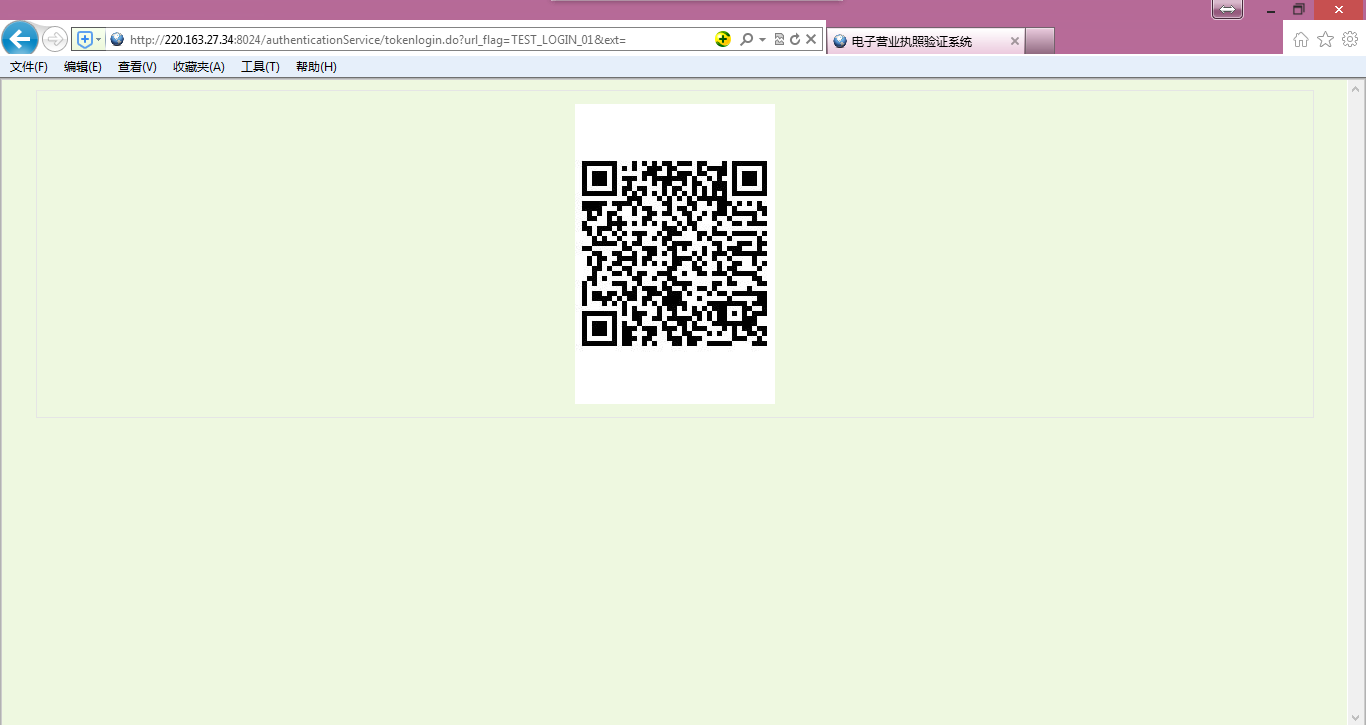 http://220.163.27.34:8024/authenticationService/tokenlogin.do?url_flag=TEST_LOGIN_01&ext=
电子营业执照验证系统
文件(F) 编辑(E) 查看(V) 收藏夹(A) 工具(T) 帮助(H)